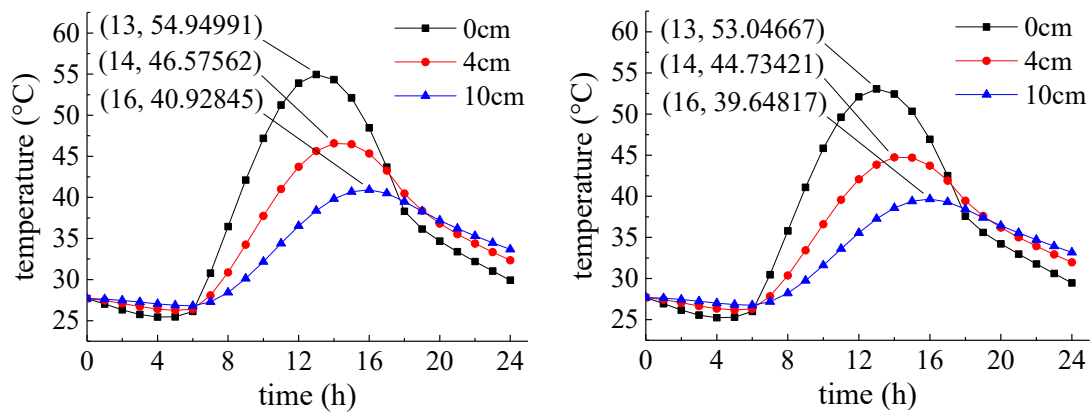 (13, 54.94991)
(14, 46.57562)
(16, 40.92845)
0cm
4cm
10cm
60
55
50
45
40
35
30
25
temperature (°C)
0 4 8 12 16 20 24
time (h)
(13, 53.04667)
(14, 44.73421)
(16, 39.64817)
0cm
4cm
10cm
60
55
50
45
40
35
30
25
temperature (°C)
0 4 8 12 16 20 24
time (h)